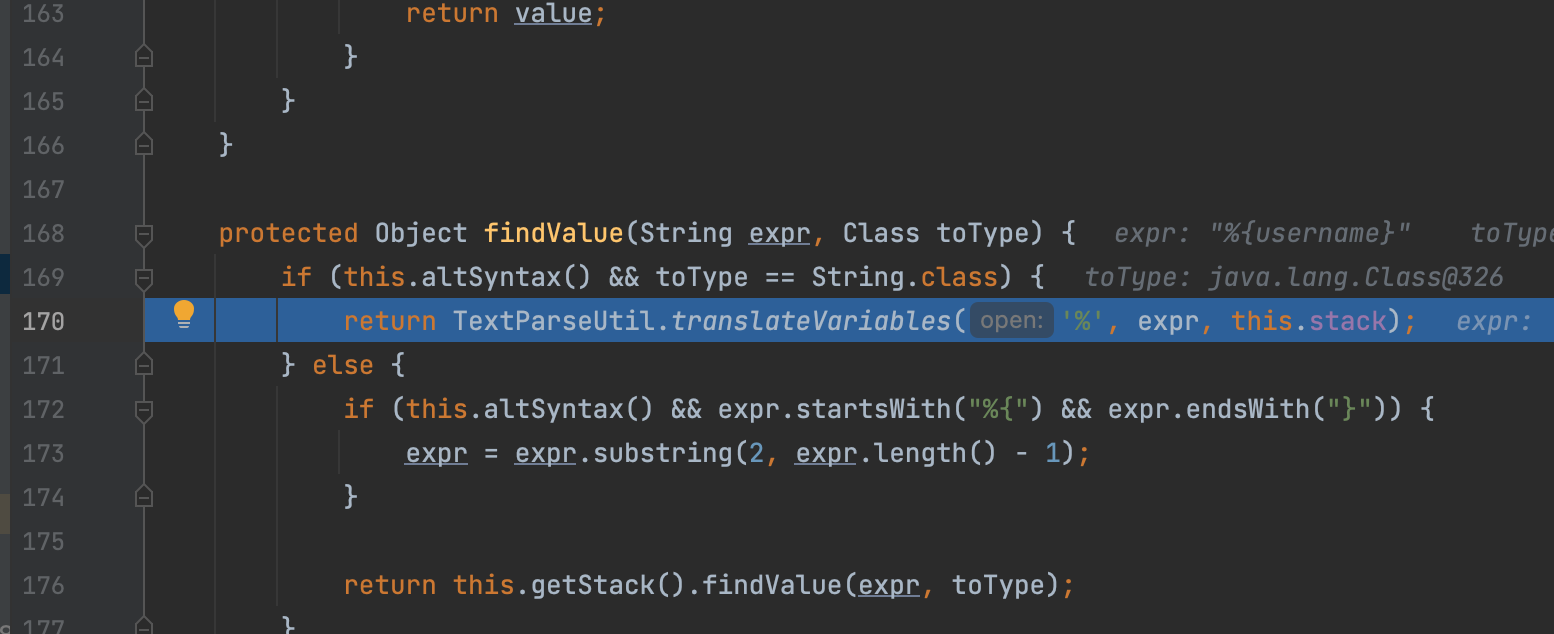 163 return value;
164 }
165 }
166 }
167
168 protected Object findValue(String expr, Class toType) { expr: "%{username}" toType
169 if (this.altSyntax() && toType == String.class) { toType: java.lang.Class@326
170 return TextParseUtil.translateVariables( open: '%', expr, this.stack); expr:
171 } else {
172 if (this.altSyntax() && expr.startsWith("%{") && expr.endsWith("}")) {
173 expr = expr.substring(2, expr.length() - 1);
174 }
175
176 return this.getStack().findValue(expr, toType);
177 }